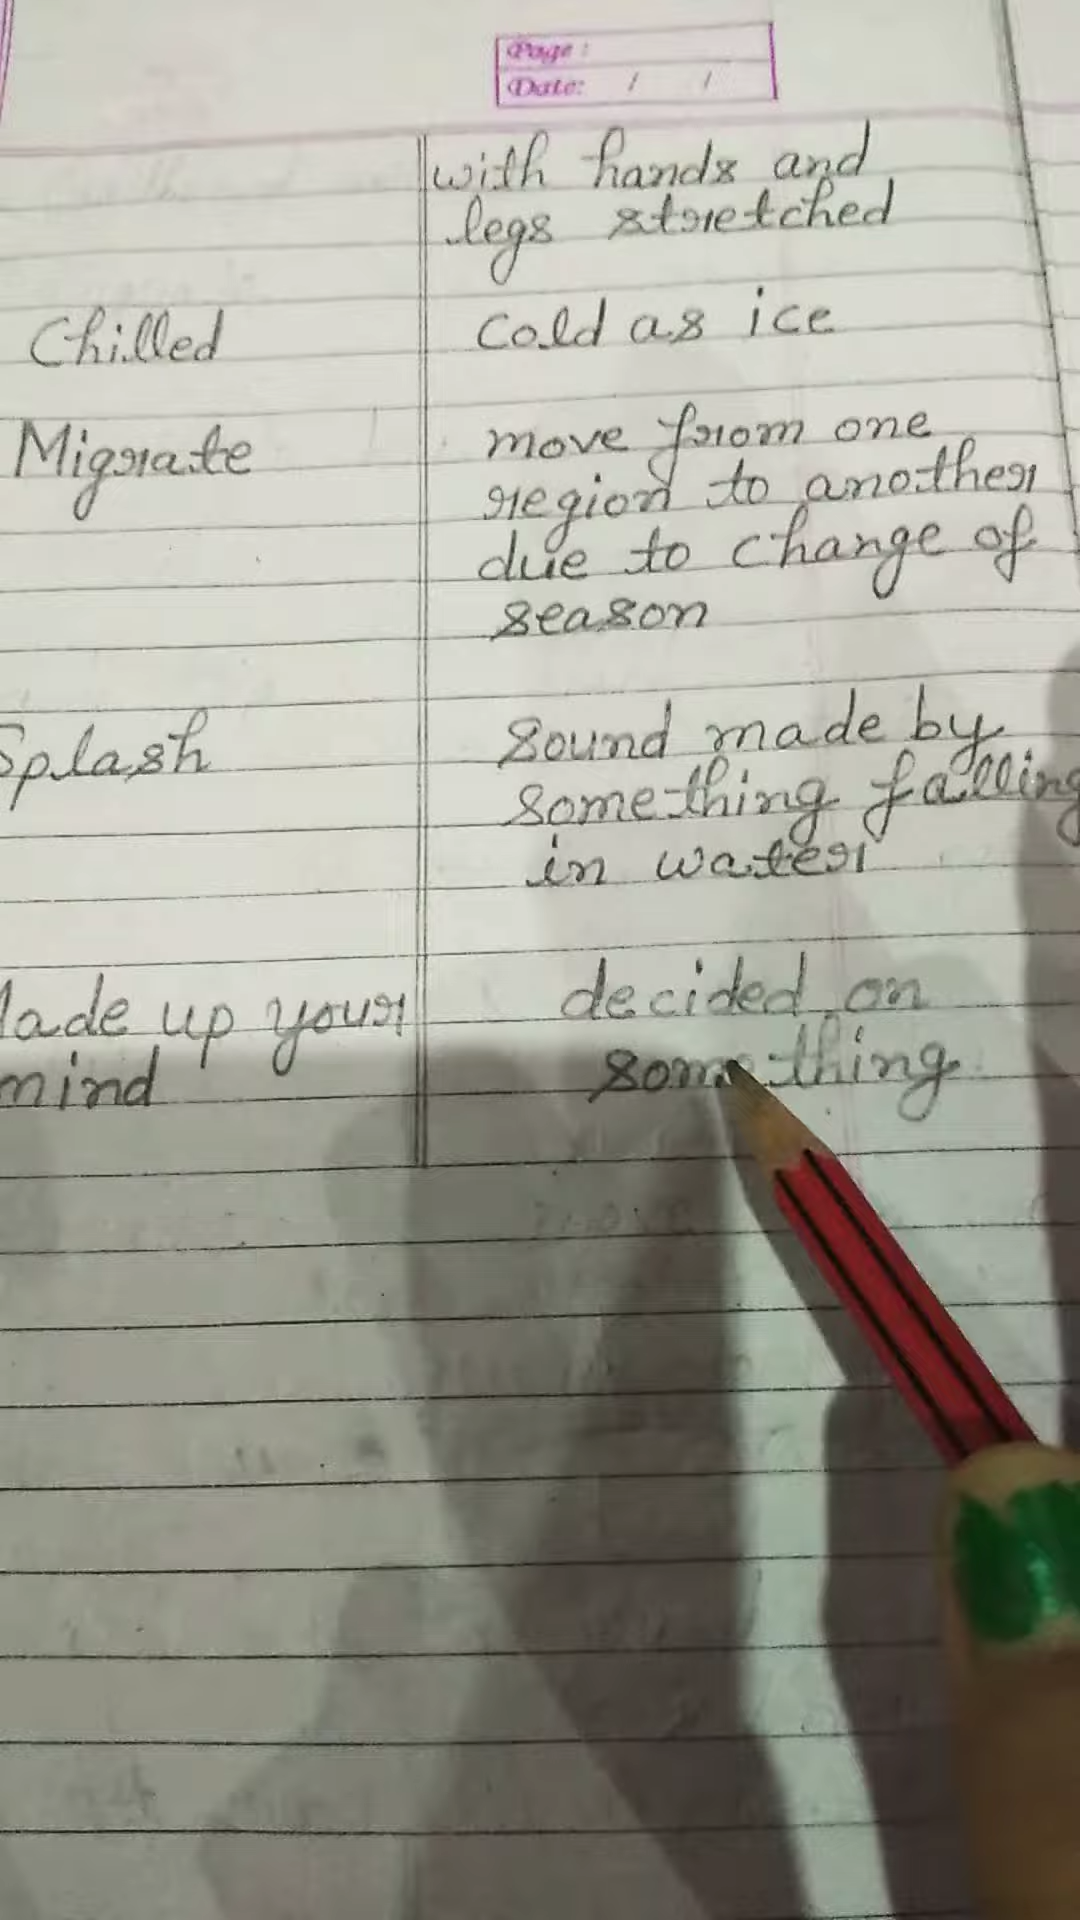 Page:
Date: / /
with hands and
legs stretched
Chilled
cold as ice
Migrate
move from one
region to another
due to change of
season
Splash
sound made by
something falling
in water
Made up your
mind
decided on
something